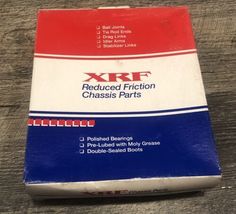 Ball Joints
Tie Rod Ends
Drag Links
Idler Arms
Stabilizer Links
XRF
Reduced Friction
Chassis Parts
Polished Bearings
Pre-Lubed with Moly Grease
Double-Sealed Boots
XRF